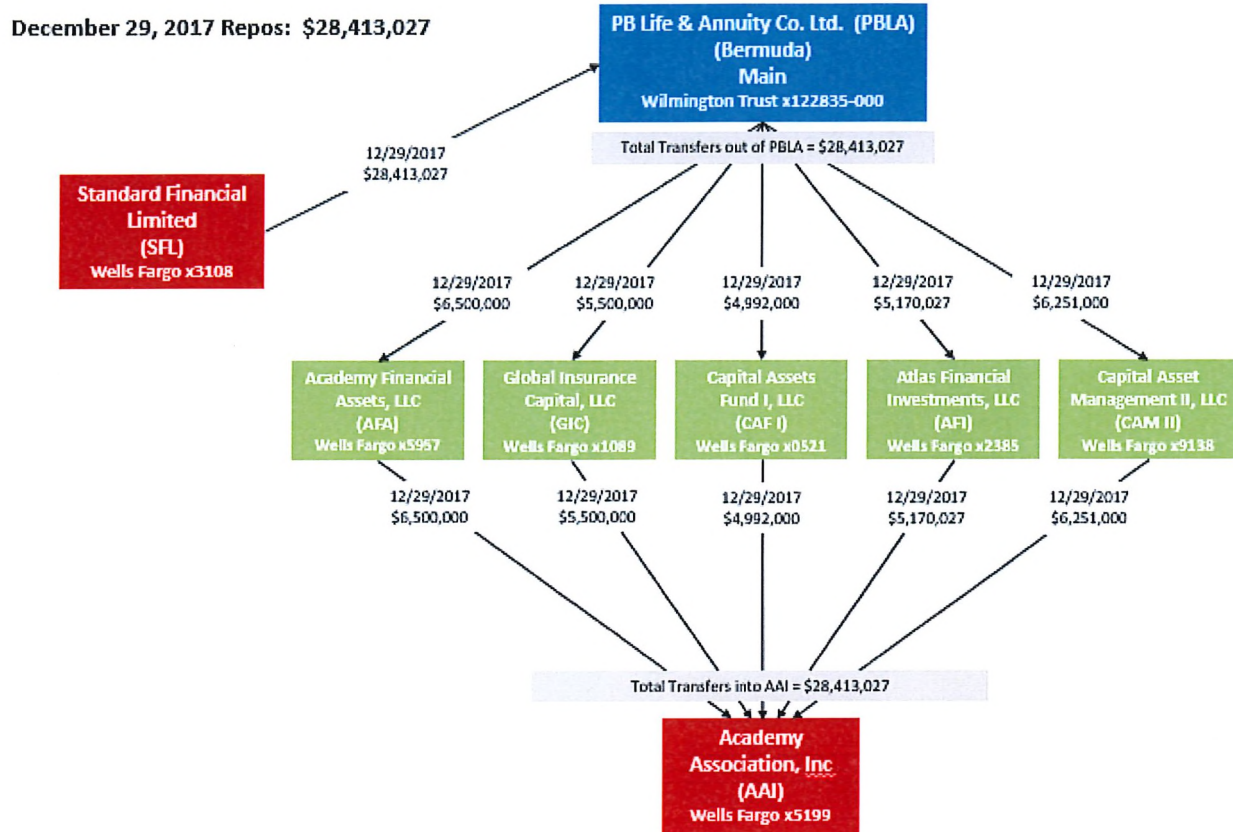 December 29, 2017 Repos: $28,413,027
PB Life & Annuity Co. Ltd. (PBLA)
(Bermuda)
Main
Wilmington Trust x122835-000
Total Transfers out of PBLA = $28,413,027
12/29/2017
$28,413,027
Standard Financial
Limited
(SFL)
Wells Fargo x3108
12/29/2017
$6,500,000
12/29/2017
$5,500,000
12/29/2017
$4,992,000
12/29/2017
$5,170,027
12/29/2017
$6,251,000
Academy Financial
Assets, LLC
(AFA)
Wells Fargo x5957
Global Insurance
Capital, LLC
(GIC)
Wells Fargo x1089
Capital Assets
Fund I, LLC
(CAF I)
Wells Fargo x0521
Atlas Financial
Investments, LLC
(AFI)
Wells Fargo x2385
Capital Asset
Management II, LLC
(CAM II)
Wells Fargo x9138
12/29/2017
$6,500,000
12/29/2017
$5,500,000
12/29/2017
$4,992,000
12/29/2017
$5,170,027
12/29/2017
$6,251,000
Total Transfers into AAI = $28,413,027
Academy
Association, Inc
(AAI)
Wells Fargo x5199